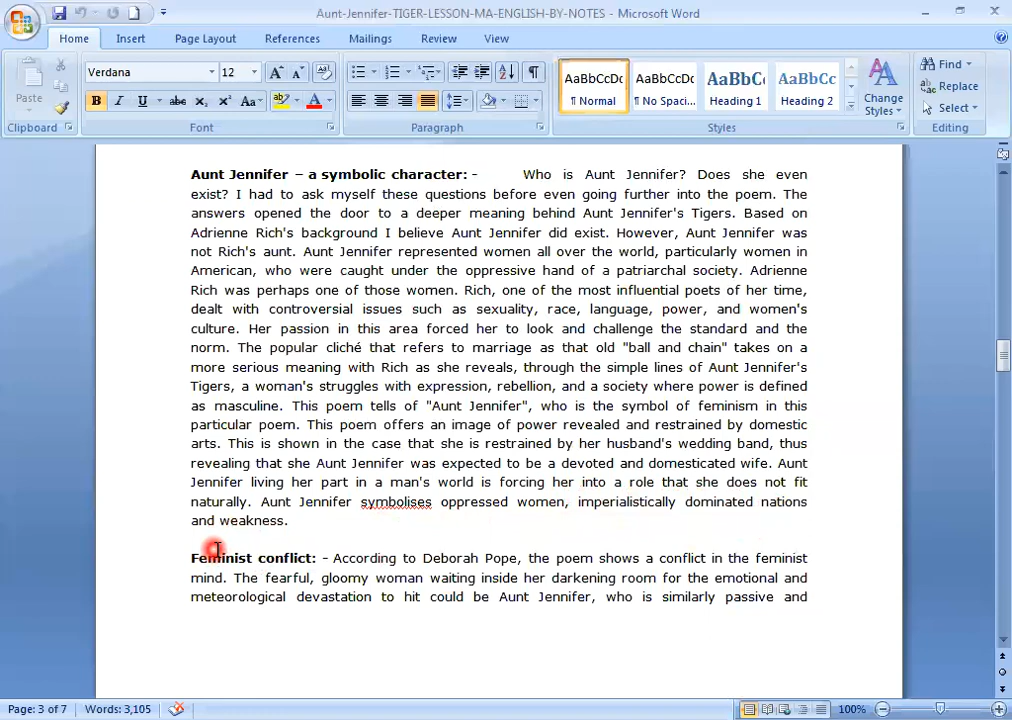 Aunt-Jennifer-TIGER-LESSON-MA-ENGLISH-BY-NOTES - Microsoft Word
Home Insert Page Layout References Mailings Review View
Paste
Clipboard
Verdana 12
B I U abc x₂ x² Aa
Font
Paragraph
AaBbCcDc ¶ Normal
AaBbCcDc ¶ No Spaci...
AaBbC Heading 1
AaBbCc Heading 2
Change Styles
Styles
Find
Replace
Select
Editing
Aunt Jennifer – a symbolic character: - Who is Aunt Jennifer? Does she even
exist? I had to ask myself these questions before even going further into the poem. The
answers opened the door to a deeper meaning behind Aunt Jennifer's Tigers. Based on
Adrienne Rich's background I believe Aunt Jennifer did exist. However, Aunt Jennifer was
not Rich's aunt. Aunt Jennifer represented women all over the world, particularly women in
American, who were caught under the oppressive hand of a patriarchal society. Adrienne
Rich was perhaps one of those women. Rich, one of the most influential poets of her time,
dealt with controversial issues such as sexuality, race, language, power, and women's
culture. Her passion in this area forced her to look and challenge the standard and the
norm. The popular cliché that refers to marriage as that old "ball and chain" takes on a
more serious meaning with Rich as she reveals, through the simple lines of Aunt Jennifer's
Tigers, a woman's struggles with expression, rebellion, and a society where power is defined
as masculine. This poem tells of "Aunt Jennifer", who is the symbol of feminism in this
particular poem. This poem offers an image of power revealed and restrained by domestic
arts. This is shown in the case that she is restrained by her husband's wedding band, thus
revealing that she Aunt Jennifer was expected to be a devoted and domesticated wife. Aunt
Jennifer living her part in a man's world is forcing her into a role that she does not fit
naturally. Aunt Jennifer symbolises oppressed women, imperialistically dominated nations
and weakness.
Feminist conflict: - According to Deborah Pope, the poem shows a conflict in the feminist
mind. The fearful, gloomy woman waiting inside her darkening room for the emotional and
meteorological devastation to hit could be Aunt Jennifer, who is similarly passive and
Page: 3 of 7 Words: 3,105 100%